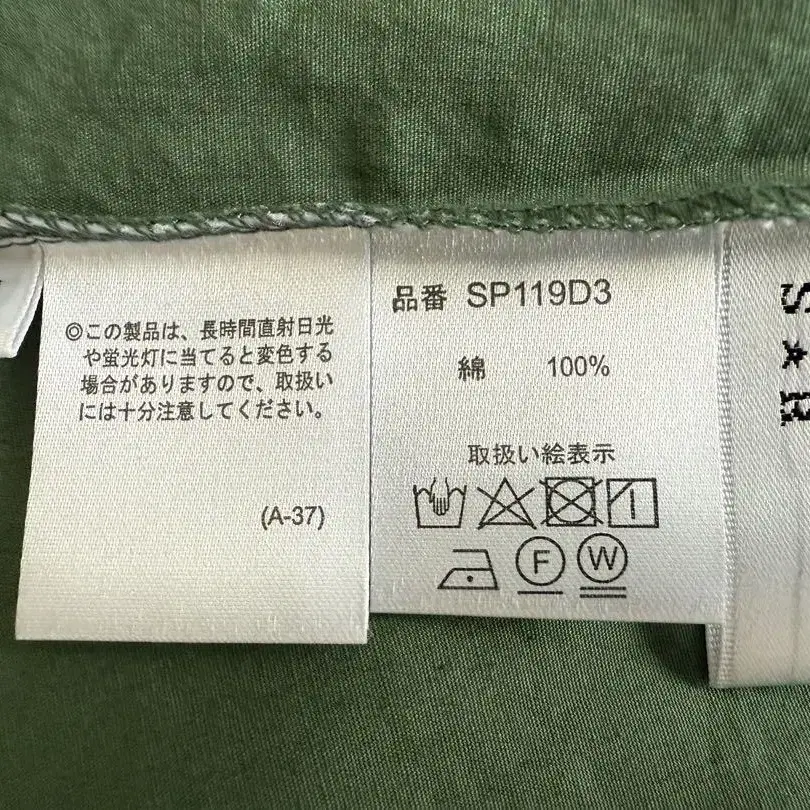 ◎この製品は、長時間直射日光
や蛍光灯に当てると変色する
場合がありますので、取扱い
には十分注意してください。
(A-37)
品番 SP119D3
綿 100%
取扱い絵表示
F W